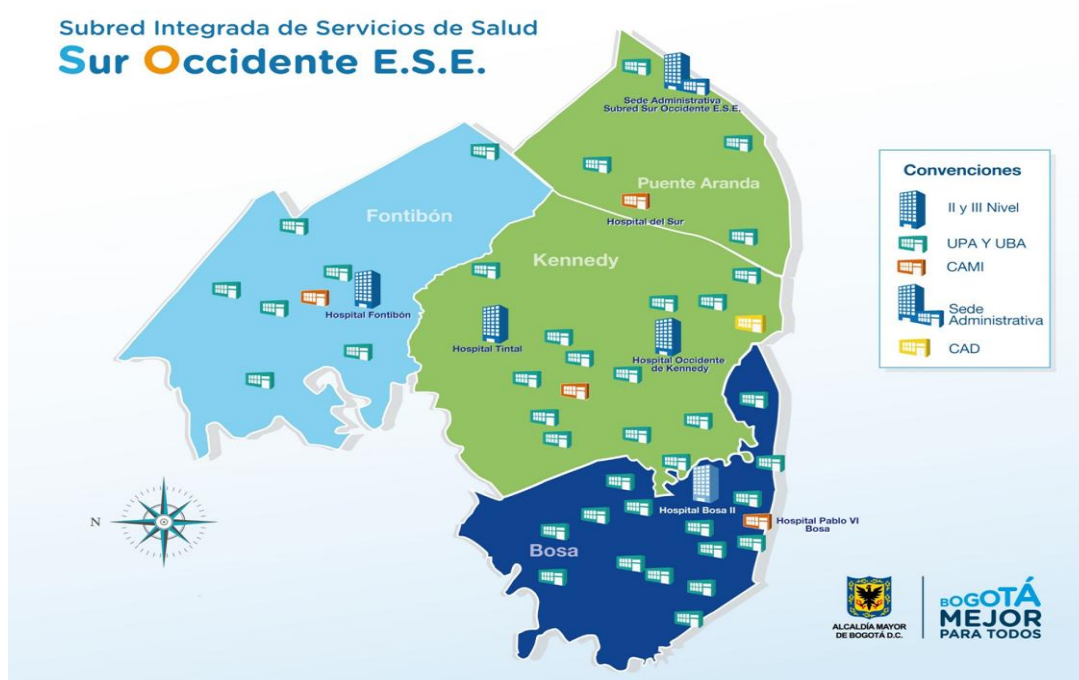 Subred Integrada de Servicios de Salud
Sur Occidente E.S.E.
Sede Administrativa
Subred Sur Occidente E.S.E.
Puente Aranda
Hospital del Sur
Fontibón
Kennedy
Hospital Fontibón
Hospital Tintal
Hospital Occidente
de Kennedy
Hospital Bosa II
Hospital Pablo VI
Bosa
Bosa
Convenciones
II y III Nivel
UPA Y UBA
CAMI
Sede
Administrativa
CAD
N
ALCALDÍA MAYOR
DE BOGOTÁ D.C.
BOGOTÁ
MEJOR
PARA TODOS